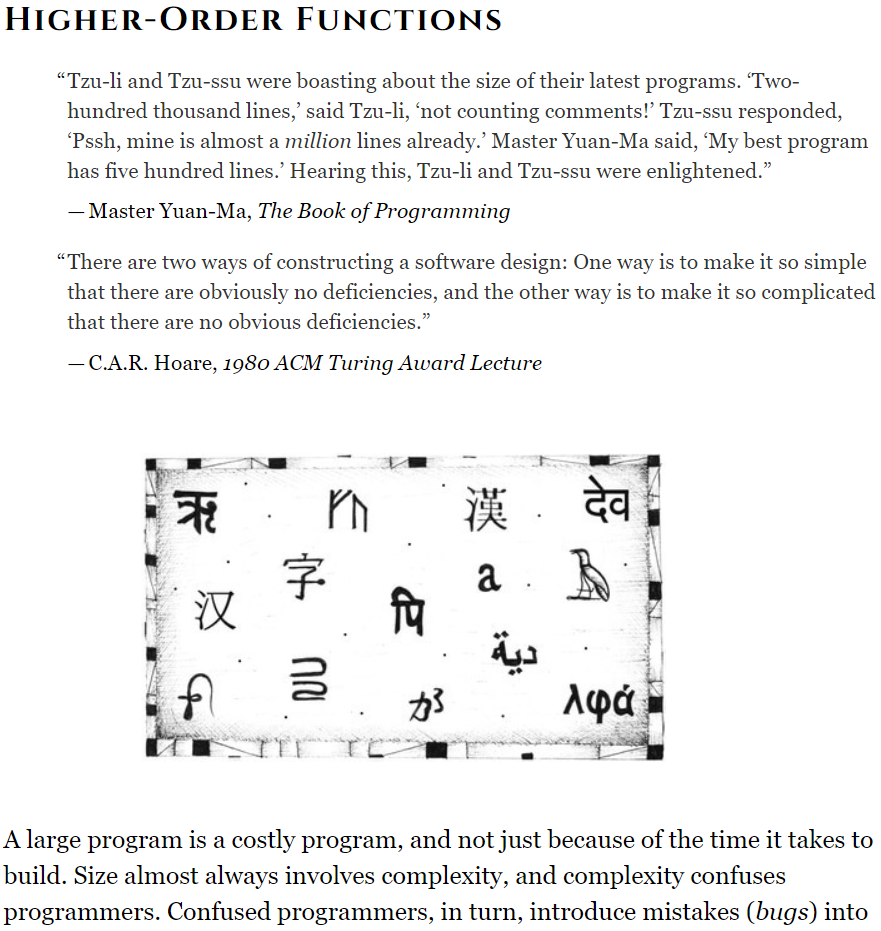 HIGHER-ORDER FUNCTIONS
“Tzu-li and Tzu-ssu were boasting about the size of their latest programs. ‘Two-
hundred thousand lines,’ said Tzu-li, ‘not counting comments!’ Tzu-ssu responded,
‘Pssh, mine is almost a million lines already.’ Master Yuan-Ma said, ‘My best program
has five hundred lines.’ Hearing this, Tzu-li and Tzu-ssu were enlightened.”
— Master Yuan-Ma, The Book of Programming
“There are two ways of constructing a software design: One way is to make it so simple
that there are obviously no deficiencies, and the other way is to make it so complicated
that there are no obvious deficiencies.”
— C.A.R. Hoare, 1980 ACM Turing Award Lecture
ऋ ᚠᚢ 漢 देव
字 a
汉 पि
دية
λφά
A large program is a costly program, and not just because of the time it takes to
build. Size almost always involves complexity, and complexity confuses
programmers. Confused programmers, in turn, introduce mistakes (bugs) into